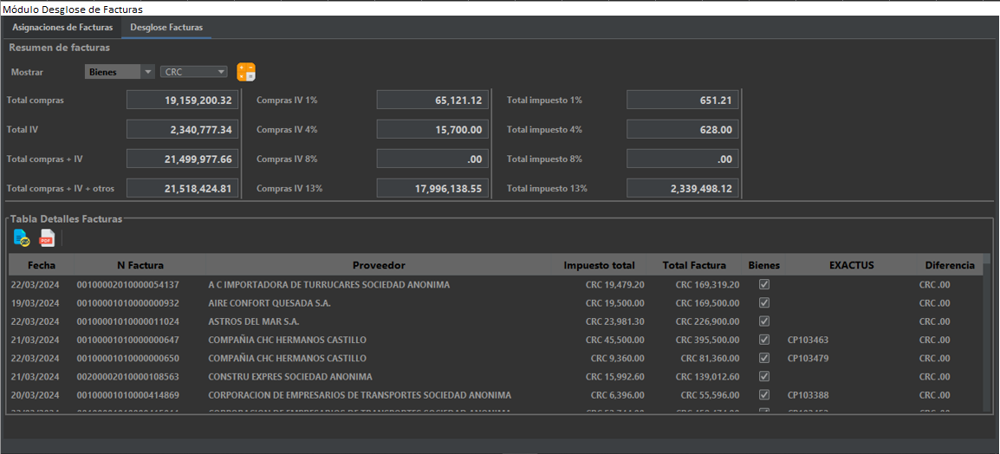 Módulo Desglose de Facturas
Asignaciones de Facturas Desglose Facturas
Resumen de facturas
Mostrar Bienes CRC
Total compras 19,159,200.32 Compras IV 1% 65,121.12 Total impuesto 1% 651.21
Total IV 2,340,777.34 Compras IV 4% 15,700.00 Total impuesto 4% 628.00
Total compras + IV 21,499,977.66 Compras IV 8% .00 Total impuesto 8% .00
Total compras + IV + otros 21,518,424.81 Compras IV 13% 17,996,138.55 Total impuesto 13% 2,339,498.12
Tabla Detalles Facturas
PDF
Fecha N Factura Proveedor Impuesto total Total Factura Bienes EXACTUS Diferencia
22/03/2024 00100002010000054137 A C IMPORTADORA DE TURRUCARES SOCIEDAD ANONIMA CRC 19,479.20 CRC 169,319.20 CRC .00
19/03/2024 00100001010000000932 AIRE CONFORT QUESADA S.A. CRC 19,500.00 CRC 169,500.00 CRC .00
22/03/2024 00100001010000011024 ASTROS DEL MAR S.A. CRC 23,981.30 CRC 226,900.00 CRC .00
21/03/2024 00100001010000000647 COMPAÑIA CHC HERMANOS CASTILLO CRC 45,500.00 CRC 395,500.00 CP103463 CRC .00
22/03/2024 00100001010000000650 COMPAÑIA CHC HERMANOS CASTILLO CRC 9,360.00 CRC 81,360.00 CP103479 CRC .00
21/03/2024 00200002010000108563 CONSTRU EXPRES SOCIEDAD ANONIMA CRC 15,992.60 CRC 139,012.60 CRC .00
20/03/2024 00100001010000414869 CORPORACION DE EMPRESARIOS DE TRANSPORTES SOCIEDAD ANONIMA CRC 6,396.00 CRC 55,596.00 CP103388 CRC .00
CORPORACION DE EMPRESARIOS DE TRANSPORTES SOCIEDAD ANONIMA CRC CRC CRC .00